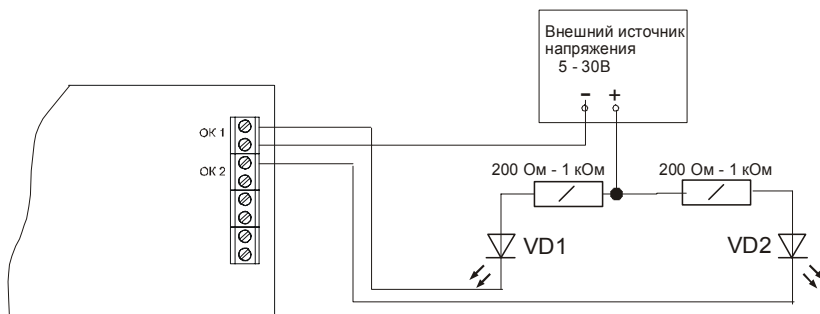 Внешний источник
напряжения
5 - 30В
- +
ОК 1
ОК 2
200 Ом - 1 кОм
200 Ом - 1 кОм
VD1
VD2